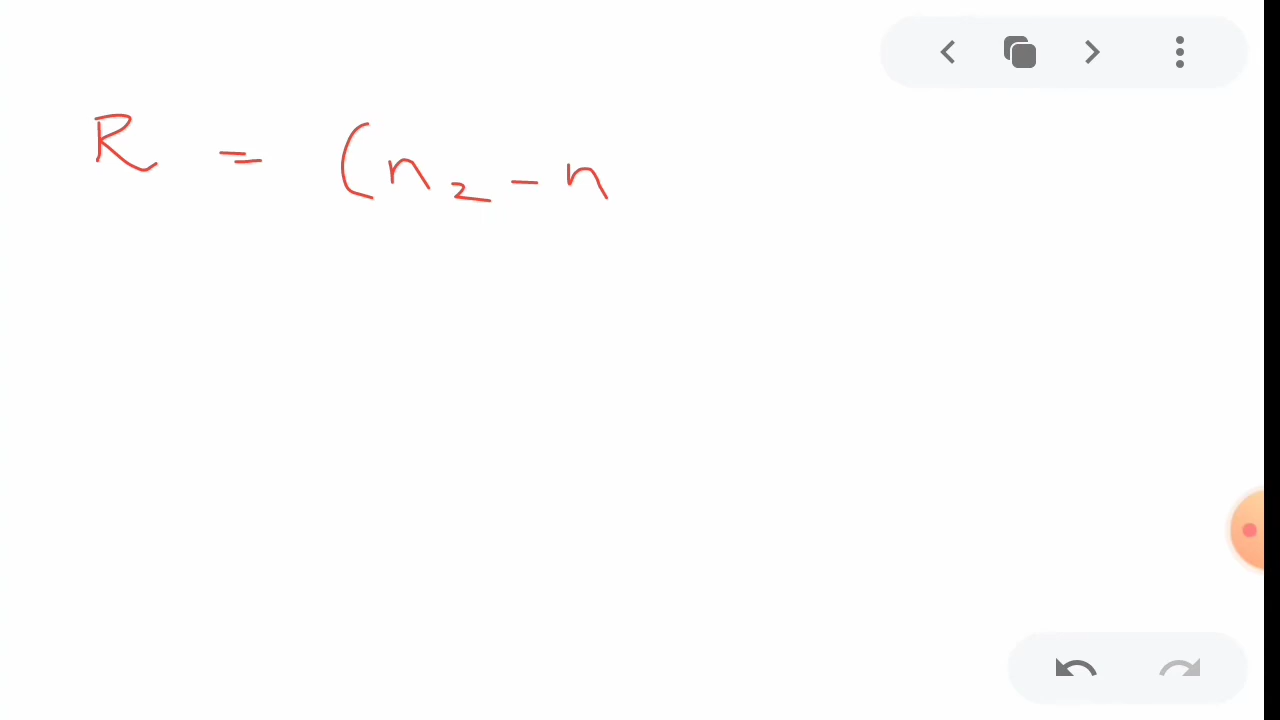 R = (n₂ - n